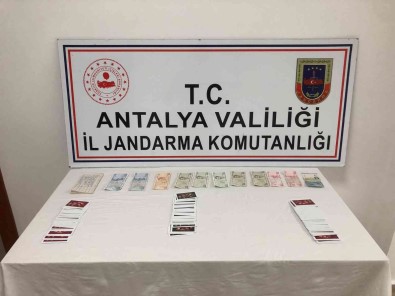 T.C.
ANTALYA VALİLİĞİ
İL JANDARMA KOMUTANLIĞI